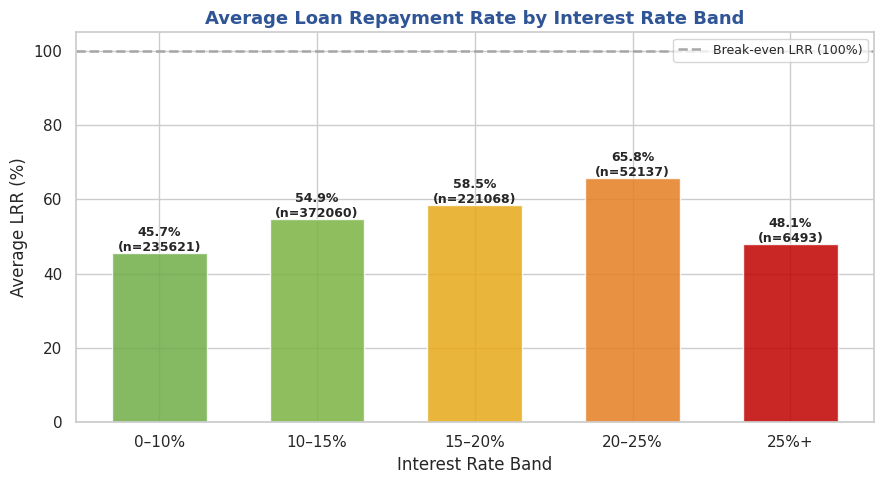 Average Loan Repayment Rate by Interest Rate Band
Break-even LRR (100%)
Average LRR (%)
100
80
60
40
20
0
45.7%
(n=235621)
54.9%
(n=372060)
58.5%
(n=221068)
65.8%
(n=52137)
48.1%
(n=6493)
0–10%
10–15%
15–20%
20–25%
25%+
Interest Rate Band